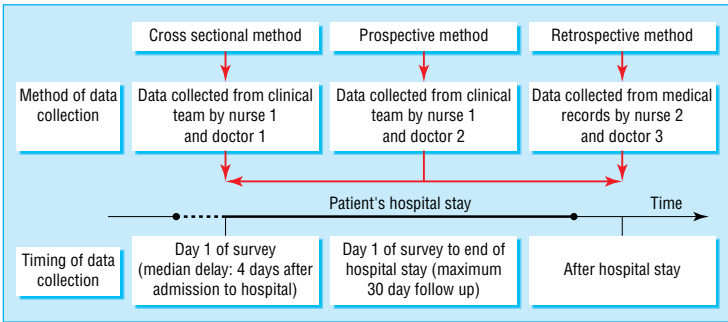 Cross sectional method
Prospective method
Retrospective method
Method of data
collection
Data collected from clinical
team by nurse 1
and doctor 1
Data collected from clinical
team by nurse 1
and doctor 2
Data collected from medical
records by nurse 2
and doctor 3
Patient's hospital stay
Time
Timing of data
collection
Day 1 of survey
(median delay: 4 days after
admission to hospital)
Day 1 of survey to end of
hospital stay (maximum
30 day follow up)
After hospital stay